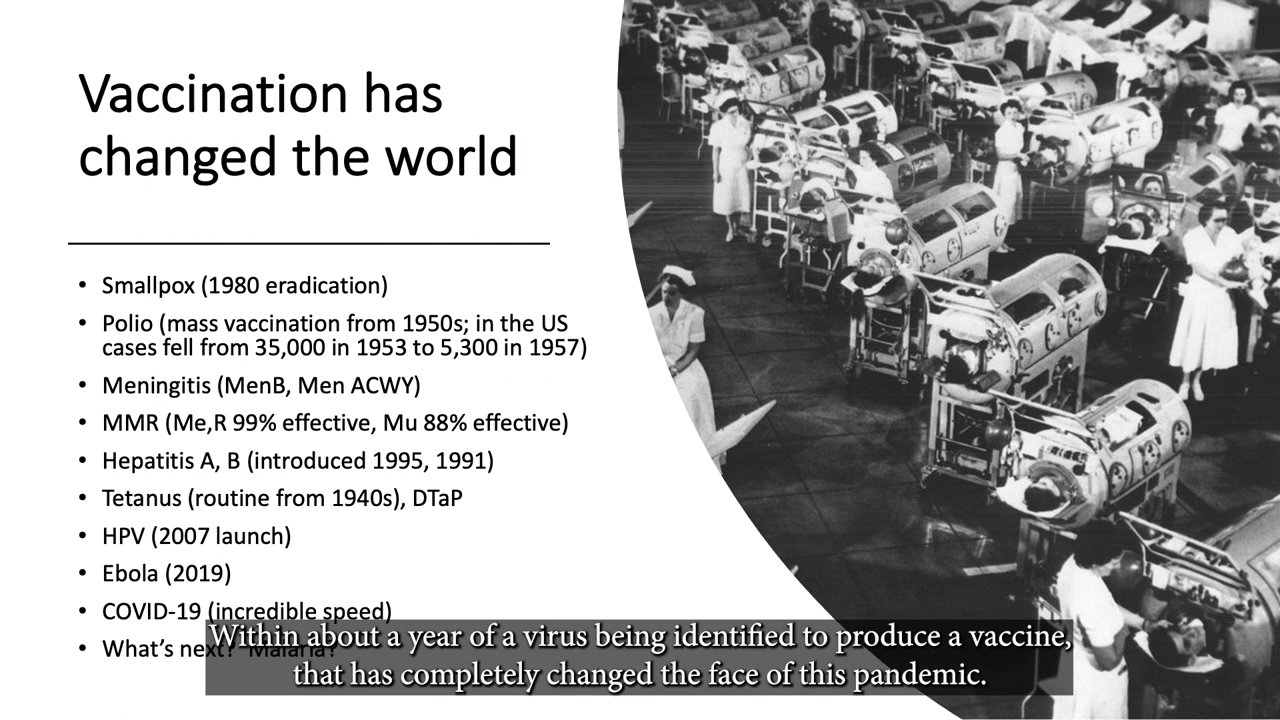 Vaccination has
changed the world
• Smallpox (1980 eradication)
• Polio (mass vaccination from 1950s; in the US
cases fell from 35,000 in 1953 to 5,300 in 1957)
• Meningitis (MenB, Men ACWY)
• MMR (Me,R 99% effective, Mu 88% effective)
• Hepatitis A, B (introduced 1995, 1991)
• Tetanus (routine from 1940s), DTaP
• HPV (2007 launch)
• Ebola (2019)
• COVID-19 (incredible speed)
• What’s next? Malaria?
Within about a year of a virus being identified to produce a vaccine,
that has completely changed the face of this pandemic.